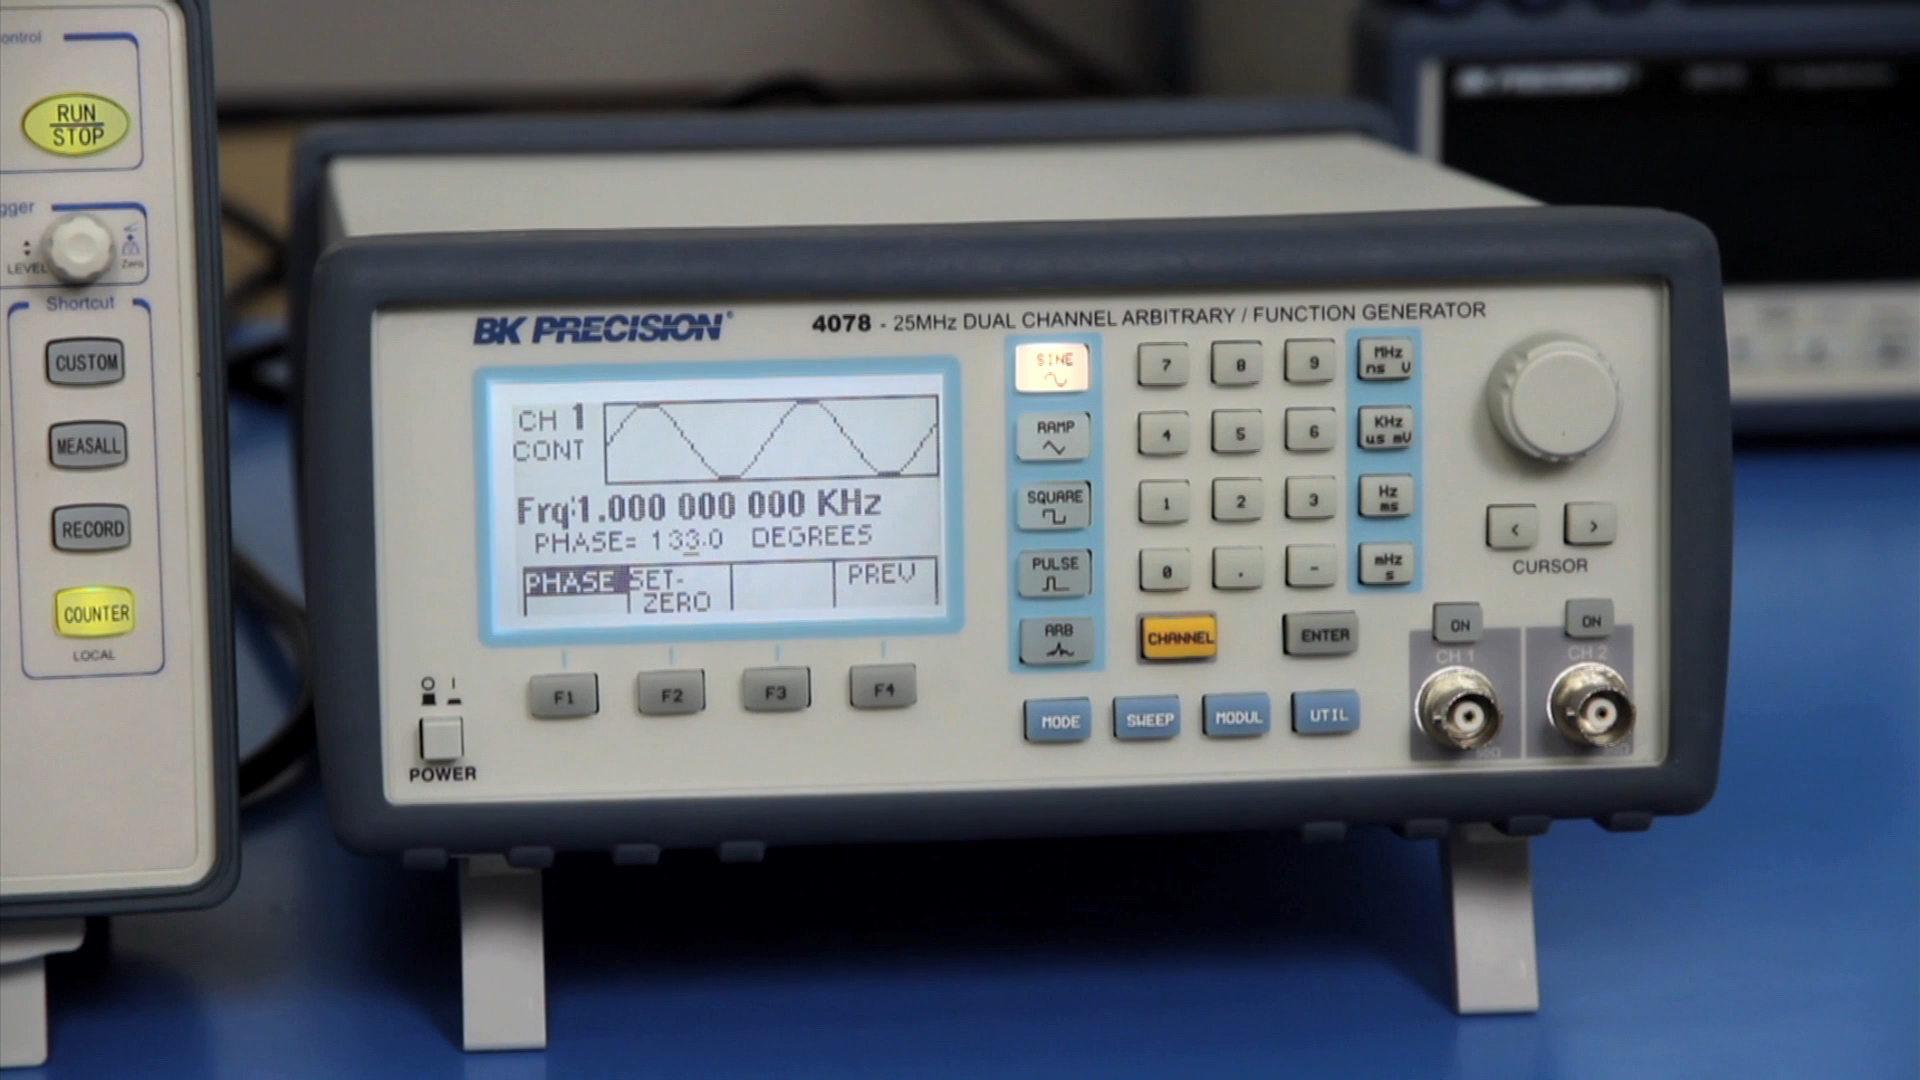 RUN
STOP
LEVEL
Zero
Shortcut
CUSTOM
MEASALL
RECORD
COUNTER
LOCAL
BK PRECISION®
4078 - 25MHz DUAL CHANNEL ARBITRARY / FUNCTION GENERATOR
CH 1
CONT
Frq:1.000 000 000 KHz
PHASE= 133.0 DEGREES
PHASE SET-ZERO PREV
F1 F2 F3 F4
O I
POWER
SINE
RAMP
SQUARE
PULSE
ARB
7 8 9 MHz ns V
4 5 6 KHz us mV
1 2 3 Hz ms
0 . - mHz s
CHANNEL ENTER
MODE SWEEP MODUL UTIL
< >
CURSOR
ON ON
CH 1 CH 2